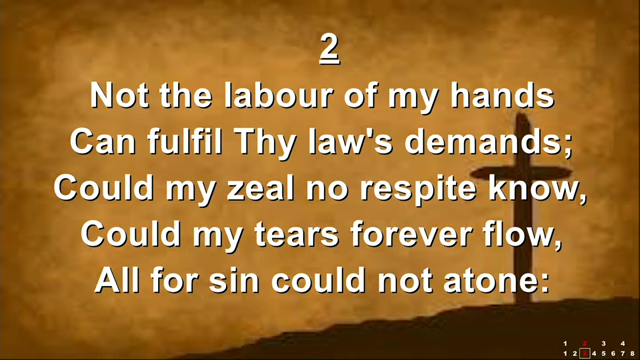 2
Not the labour of my hands
Can fulfil Thy law's demands;
Could my zeal no respite know,
Could my tears forever flow,
All for sin could not atone:
1 2 3 4
1 2 3 4 5 6 7 8